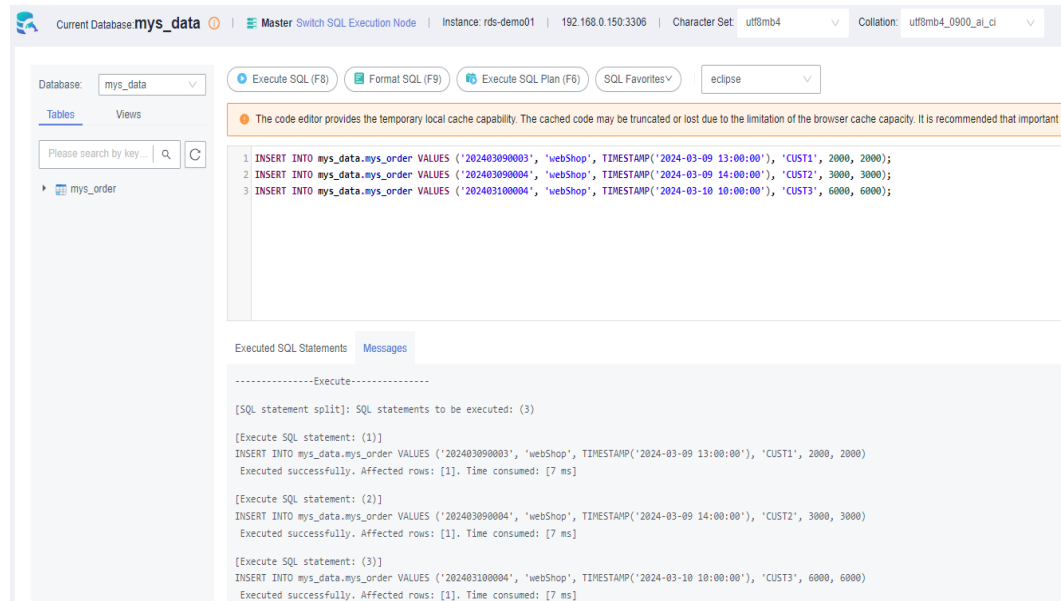 Current Database:mys_data | Master Switch SQL Execution Node | Instance: rds-demo01 | 192.168.0.150:3306 | Character Set: utf8mb4 Collation: utf8mb4_0900_ai_ci
Database: mys_data
Tables Views
Please search by key...
mys_order
Execute SQL (F8) Format SQL (F9) Execute SQL Plan (F6) SQL Favorites eclipse
The code editor provides the temporary local cache capability. The cached code may be truncated or lost due to the limitation of the browser cache capacity. It is recommended that important
1 INSERT INTO mys_data.mys_order VALUES ('202403090003', 'webShop', TIMESTAMP('2024-03-09 13:00:00'), 'CUST1', 2000, 2000);
2 INSERT INTO mys_data.mys_order VALUES ('202403090004', 'webShop', TIMESTAMP('2024-03-09 14:00:00'), 'CUST2', 3000, 3000);
3 INSERT INTO mys_data.mys_order VALUES ('202403100004', 'webShop', TIMESTAMP('2024-03-10 10:00:00'), 'CUST3', 6000, 6000);
Executed SQL Statements Messages
---------------Execute---------------
[SQL statement split]: SQL statements to be executed: (3)
[Execute SQL statement: (1)]
INSERT INTO mys_data.mys_order VALUES ('202403090003', 'webShop', TIMESTAMP('2024-03-09 13:00:00'), 'CUST1', 2000, 2000)
Executed successfully. Affected rows: [1]. Time consumed: [7 ms]
[Execute SQL statement: (2)]
INSERT INTO mys_data.mys_order VALUES ('202403090004', 'webShop', TIMESTAMP('2024-03-09 14:00:00'), 'CUST2', 3000, 3000)
Executed successfully. Affected rows: [1]. Time consumed: [7 ms]
[Execute SQL statement: (3)]
INSERT INTO mys_data.mys_order VALUES ('202403100004', 'webShop', TIMESTAMP('2024-03-10 10:00:00'), 'CUST3', 6000, 6000)
Executed successfully. Affected rows: [1]. Time consumed: [7 ms]